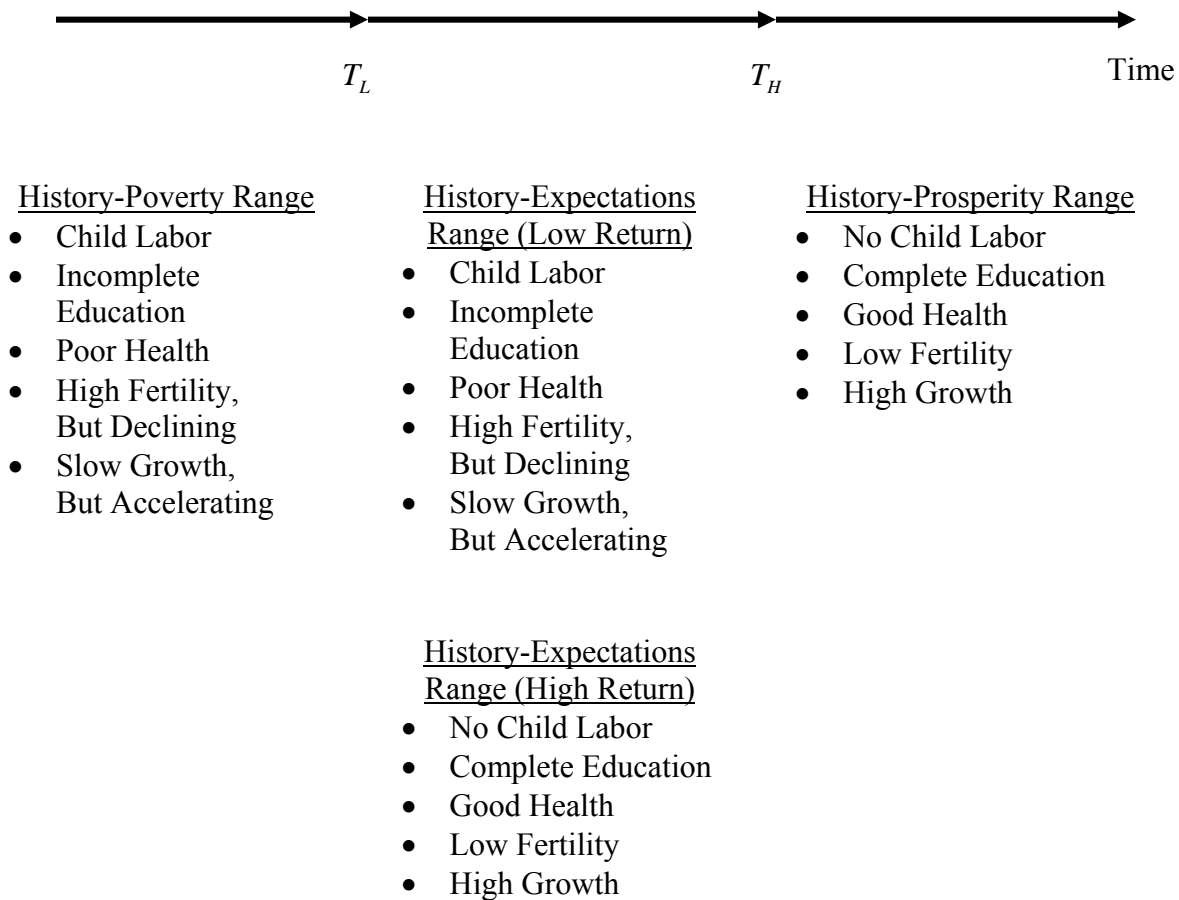 T_L
T_H
Time
History-Poverty Range
• Child Labor
• Incomplete
Education
• Poor Health
• High Fertility,
But Declining
• Slow Growth,
But Accelerating
History-Expectations
Range (Low Return)
• Child Labor
• Incomplete
Education
• Poor Health
• High Fertility,
But Declining
• Slow Growth,
But Accelerating
History-Expectations
Range (High Return)
• No Child Labor
• Complete Education
• Good Health
• Low Fertility
• High Growth
History-Prosperity Range
• No Child Labor
• Complete Education
• Good Health
• Low Fertility
• High Growth